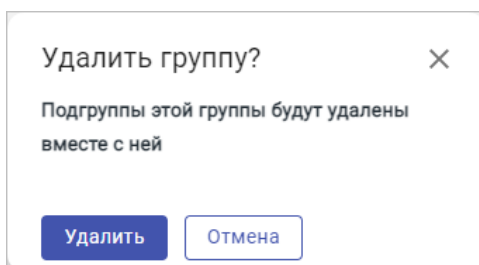 Удалить группу?
Подгруппы этой группы будут удалены
вместе с ней
Удалить Отмена